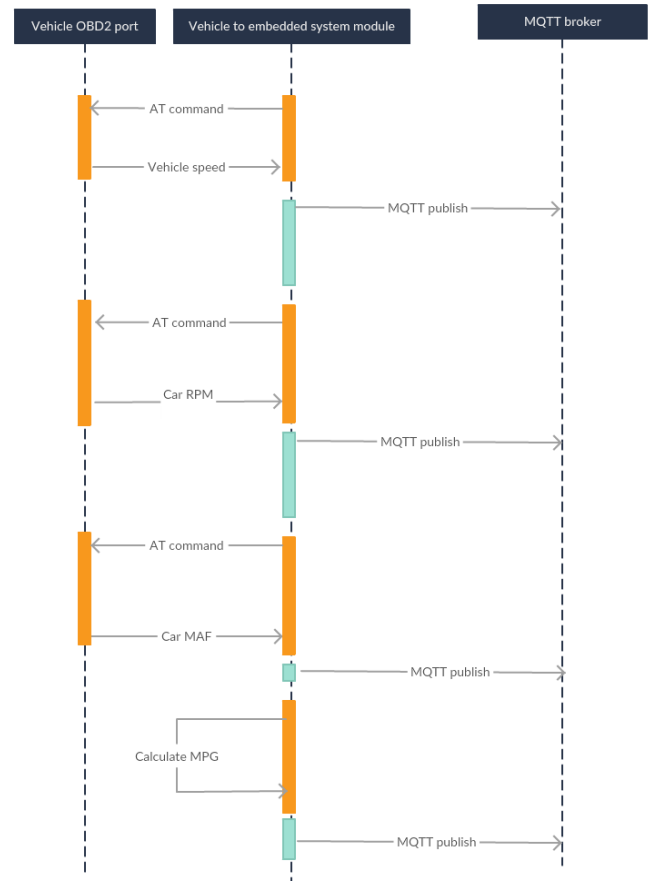 Vehicle OBD2 port
Vehicle to embedded system module
MQTT broker
AT command
Vehicle speed
MQTT publish
AT command
Car RPM
MQTT publish
AT command
Car MAF
MQTT publish
Calculate MPG
MQTT publish